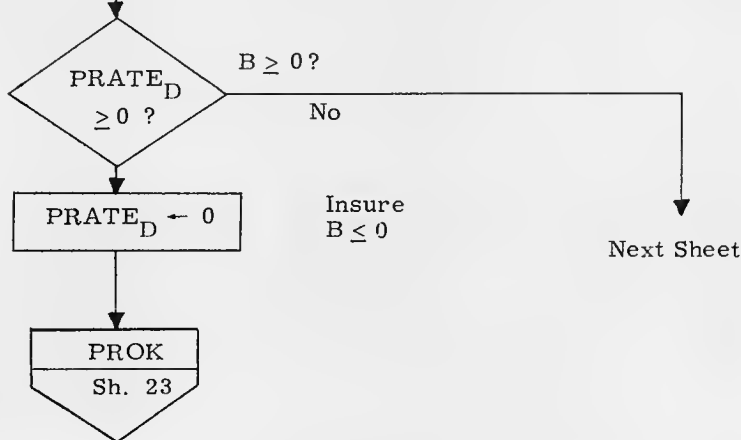 B ≥ 0?
PRATE_D
≥0 ?
No
PRATE_D ← 0
Insure
B ≤ 0
Next Sheet
PROK
Sh. 23